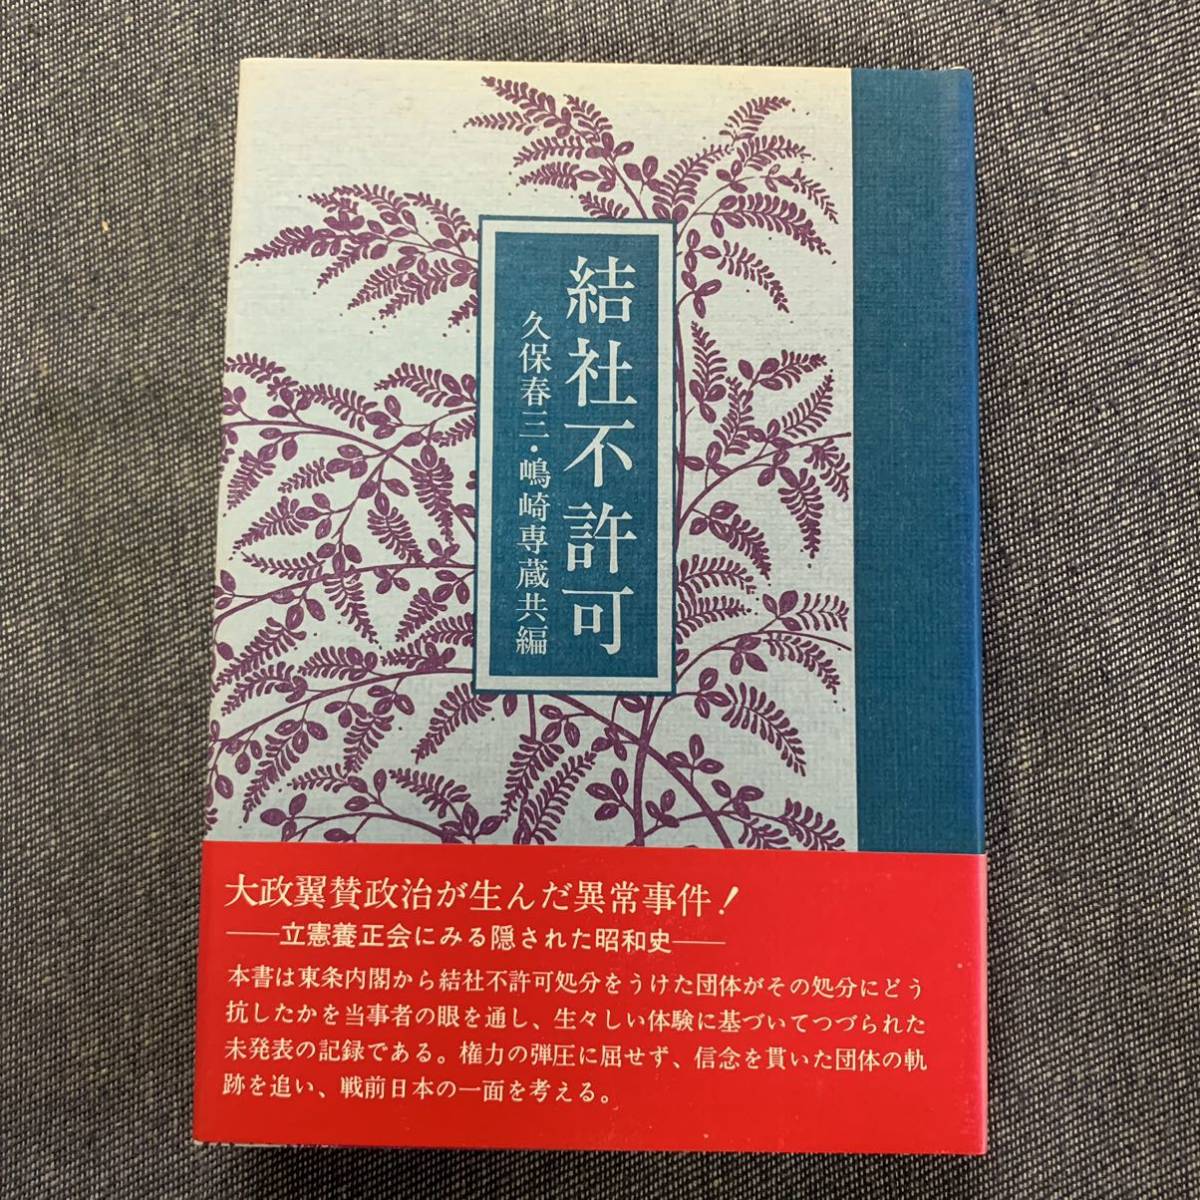 結社不許可
久保春三・嶋崎専蔵共編
大政翼賛政治が生んだ異常事件！
――立憲養正会にみる隠された昭和史――
本書は東条内閣から結社不許可処分をうけた団体がその処分にどう
抗したかを当事者の眼を通し、生々しい体験に基づいてつづられた
未発表の記録である。権力の弾圧に屈せず、信念を貫いた団体の軌
跡を追い、戦前日本の一面を考える。